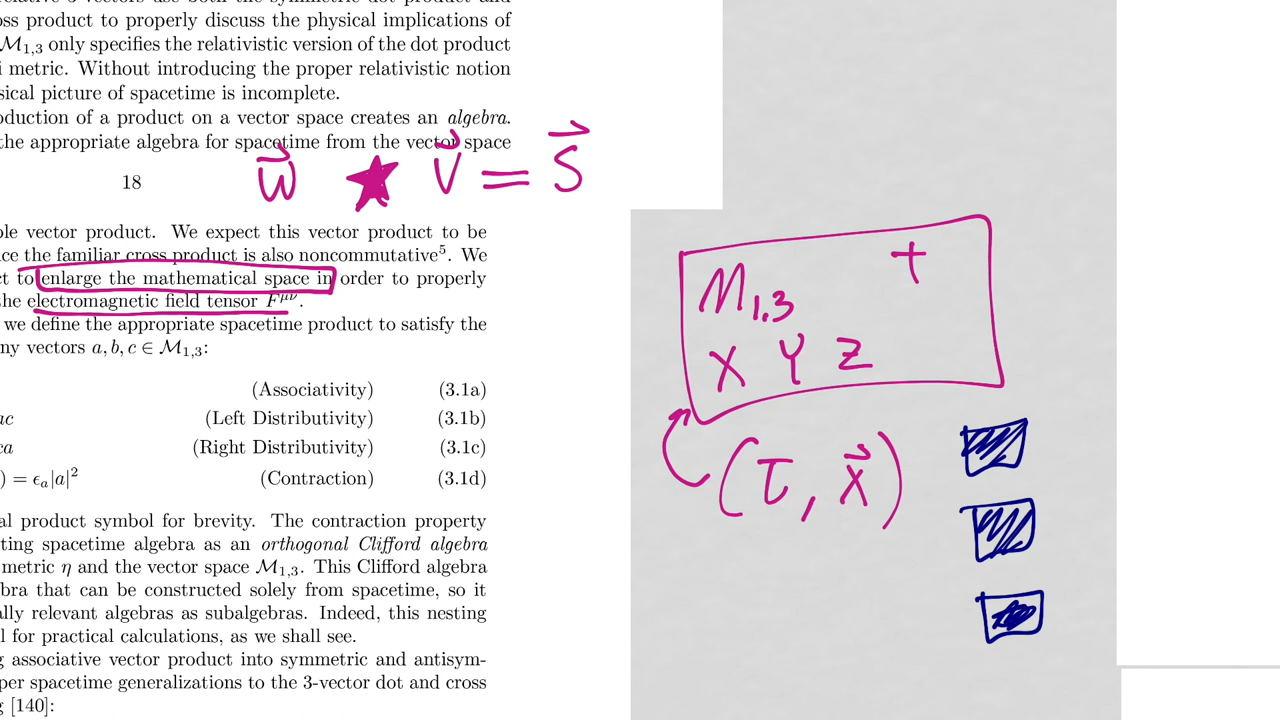 relative 3-vectors use both the symmetric dot product and
oss product to properly discuss the physical implications of
M1,3 only specifies the relativistic version of the dot product
i metric. Without introducing the proper relativistic notion
sical picture of spacetime is incomplete.
oduction of a product on a vector space creates an algebra.
the appropriate algebra for spacetime from the vector space
18
w⃗ ★ v⃗ = s⃗
ole vector product. We expect this vector product to be
ce the familiar cross product is also noncommutative⁵. We
ct to enlarge the mathematical space in order to properly
the electromagnetic field tensor F^μν.
we define the appropriate spacetime product to satisfy the
ny vectors a, b, c ∈ M1,3:
(Associativity) (3.1a)
ac (Left Distributivity) (3.1b)
ca (Right Distributivity) (3.1c)
) = ϵa|a|² (Contraction) (3.1d)
al product symbol for brevity. The contraction property
ting spacetime algebra as an orthogonal Clifford algebra
metric η and the vector space M1,3. This Clifford algebra
bra that can be constructed solely from spacetime, so it
ally relevant algebras as subalgebras. Indeed, this nesting
l for practical calculations, as we shall see.
g associative vector product into symmetric and antisym-
per spacetime generalizations to the 3-vector dot and cross
g [140]:
+
M1,3
X Y Z
(τ, x⃗)